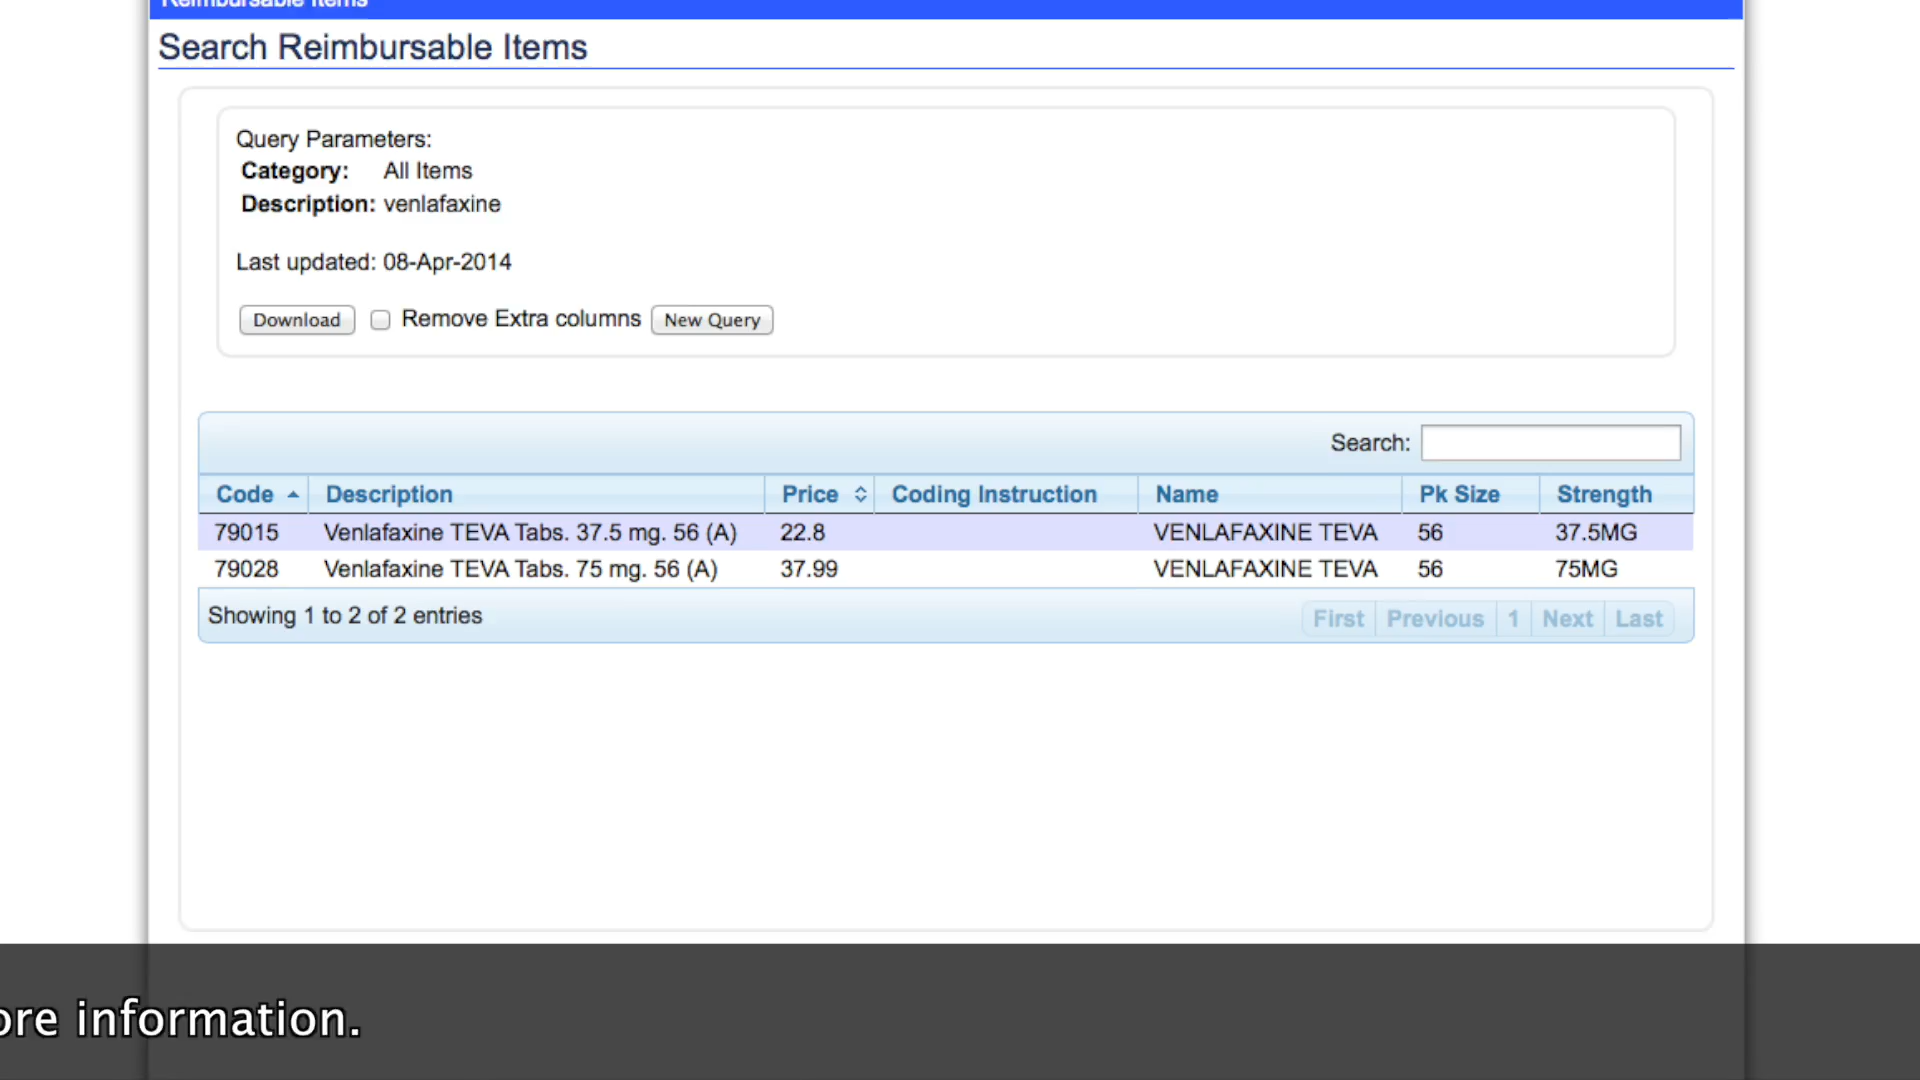 Reimbursable Items
Search Reimbursable Items
Query Parameters:
Category: All Items
Description: venlafaxine
Last updated: 08-Apr-2014
Download Remove Extra columns New Query
Search:
Code Description Price Coding Instruction Name Pk Size Strength
79015 Venlafaxine TEVA Tabs. 37.5 mg. 56 (A) 22.8 VENLAFAXINE TEVA 56 37.5MG
79028 Venlafaxine TEVA Tabs. 75 mg. 56 (A) 37.99 VENLAFAXINE TEVA 56 75MG
Showing 1 to 2 of 2 entries First Previous 1 Next Last
ore information.